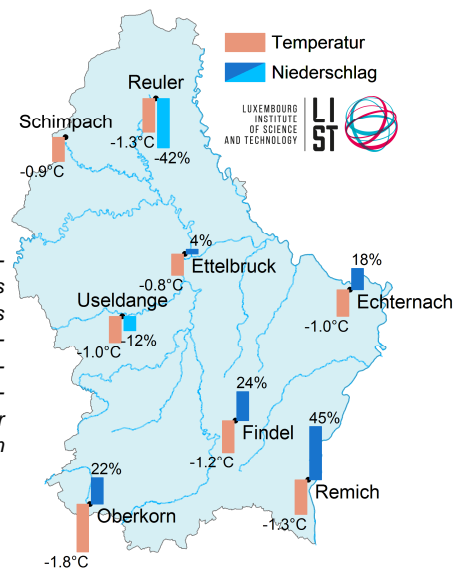 Temperatur
Niederschlag
LUXEMBOURG
INSTITUTE
OF SCIENCE
AND TECHNOLOGY
LI
ST
Reuler
-1.3°C
-42%
Schimpach
-0.9°C
4%
Ettelbruck
-0.8°C
18%
Echternach
-1.0°C
Useldange
-12%
-1.0°C
24%
Findel
-1.2°C
45%
Remich
-1.3°C
22%
Oberkorn
-1.8°C